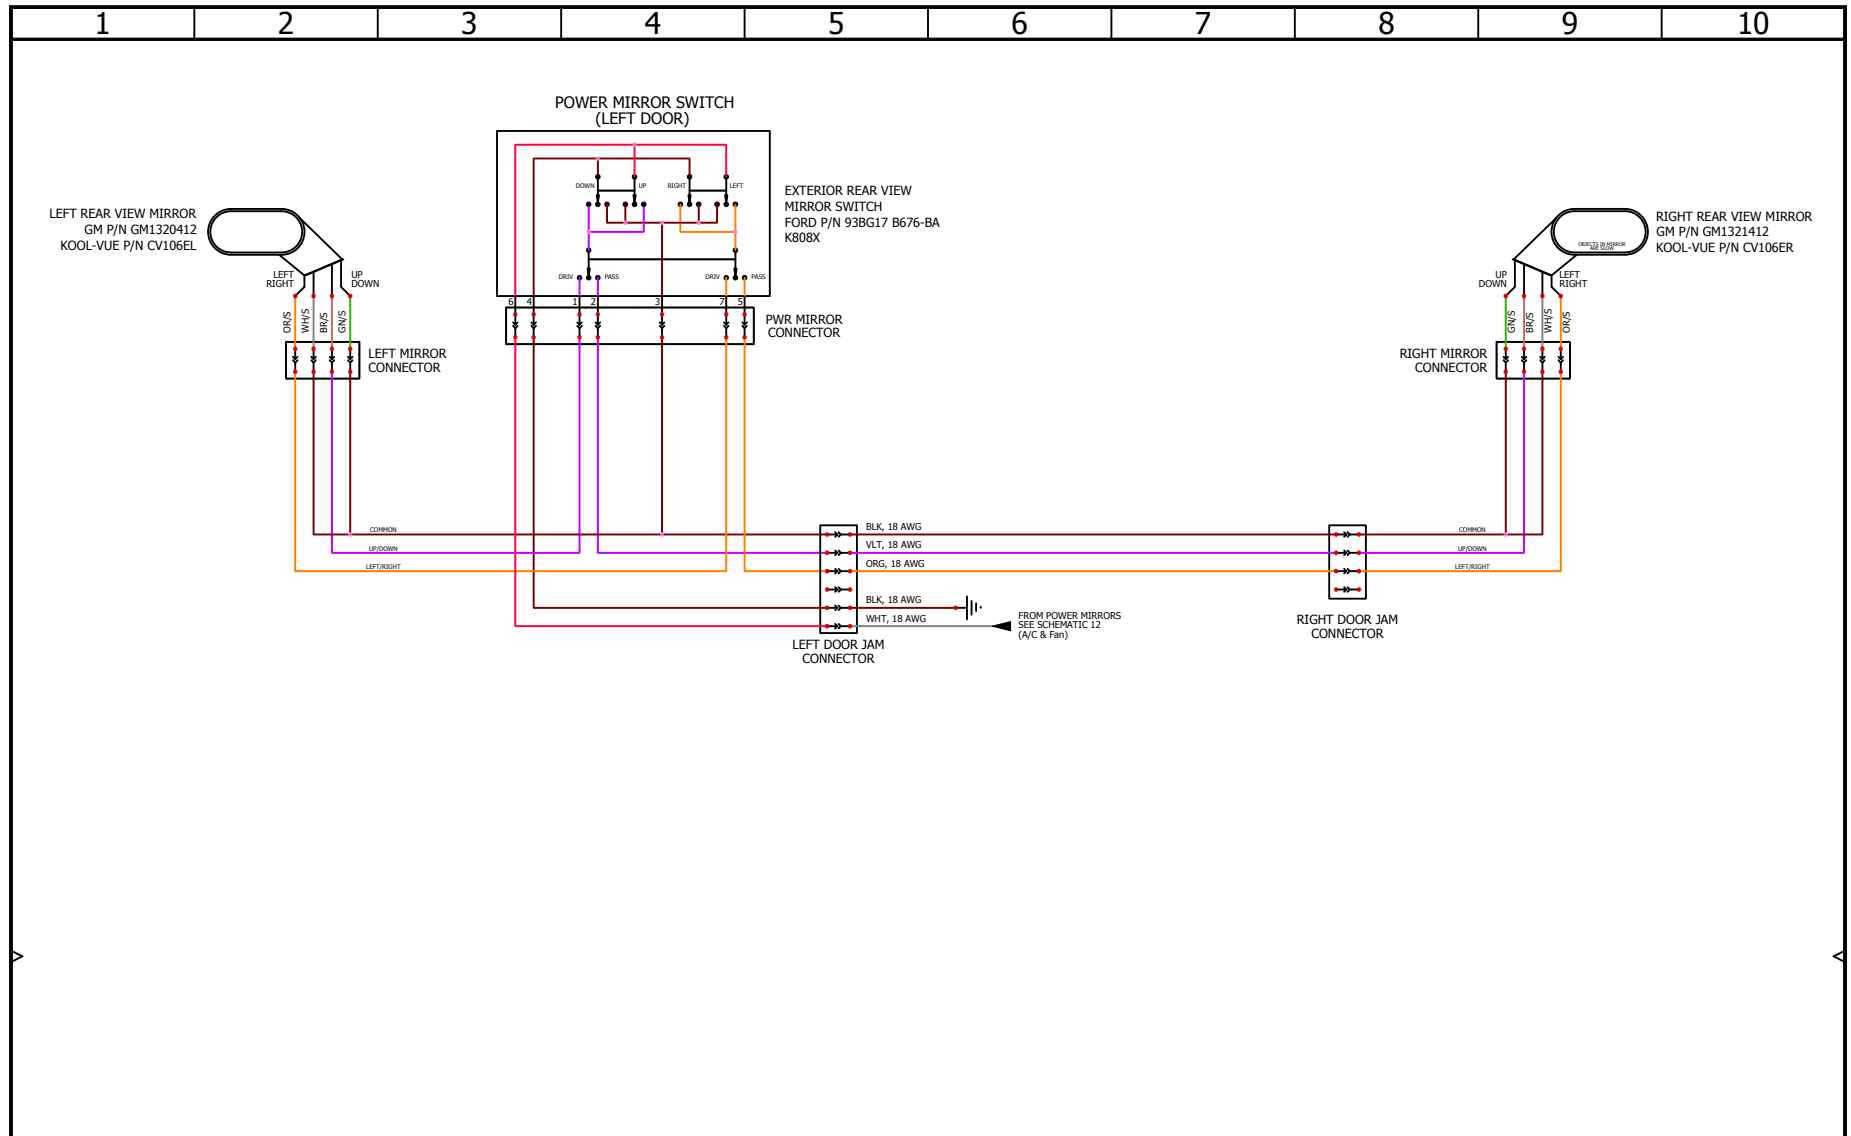 1 2 3 4 5 6 7 8 9 10
POWER MIRROR SWITCH
(LEFT DOOR)
DOWN UP RIGHT LEFT
DRIV PASS DRIV PASS
6 4 1 2 3 7 5
EXTERIOR REAR VIEW
MIRROR SWITCH
FORD P/N 93BG17 B676-BA
K808X
PWR MIRROR
CONNECTOR
LEFT REAR VIEW MIRROR
GM P/N GM1320412
KOOL-VUE P/N CV106EL
LEFT
RIGHT
UP
DOWN
OR/S
WH/S
BR/S
GN/S
LEFT MIRROR
CONNECTOR
OBJECTS IN MIRROR
ARE SLOW
RIGHT REAR VIEW MIRROR
GM P/N GM1321412
KOOL-VUE P/N CV106ER
UP
DOWN
LEFT
RIGHT
GN/S
BR/S
WH/S
OR/S
RIGHT MIRROR
CONNECTOR
COMMON
UP/DOWN
LEFT/RIGHT
BLK, 18 AWG
VLT, 18 AWG
ORG, 18 AWG
BLK, 18 AWG
WHT, 18 AWG
FROM POWER MIRRORS
SEE SCHEMATIC 12
(A/C & Fan)
LEFT DOOR JAM
CONNECTOR
COMMON
UP/DOWN
LEFT/RIGHT
RIGHT DOOR JAM
CONNECTOR